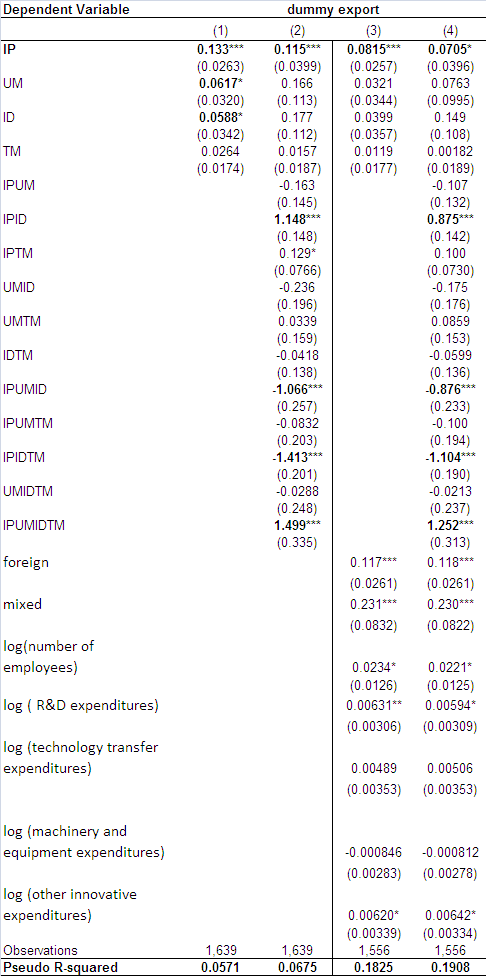 Dependent Variable dummy export
(1) (2) (3) (4)
IP 0.133*** 0.115*** 0.0815*** 0.0705*
(0.0263) (0.0399) (0.0257) (0.0396)
UM 0.0617* 0.166 0.0321 0.0763
(0.0320) (0.113) (0.0344) (0.0995)
ID 0.0588* 0.177 0.0399 0.149
(0.0342) (0.112) (0.0357) (0.108)
TM 0.0264 0.0157 0.0119 0.00182
(0.0174) (0.0187) (0.0177) (0.0189)
IPUM -0.163 -0.107
(0.145) (0.132)
IPID 1.148*** 0.875***
(0.148) (0.142)
IPTM 0.129* 0.100
(0.0766) (0.0730)
UMID -0.236 -0.175
(0.196) (0.176)
UMTM 0.0339 0.0859
(0.159) (0.153)
IDTM -0.0418 -0.0599
(0.138) (0.136)
IPUMID -1.066*** -0.876***
(0.257) (0.233)
IPUMTM -0.0832 -0.100
(0.203) (0.194)
IPIDTM -1.413*** -1.104***
(0.201) (0.190)
UMIDTM -0.0288 -0.0213
(0.248) (0.237)
IPUMIDTM 1.499*** 1.252***
(0.335) (0.313)
foreign 0.117*** 0.118***
(0.0261) (0.0261)
mixed 0.231*** 0.230***
(0.0832) (0.0822)
log(number of
employees) 0.0234* 0.0221*
(0.0126) (0.0125)
log ( R&D expenditures) 0.00631** 0.00594*
(0.00306) (0.00309)
log (technology transfer
expenditures) 0.00489 0.00506
(0.00353) (0.00353)
log (machinery and
equipment expenditures) -0.000846 -0.000812
(0.00283) (0.00278)
log (other innovative
expenditures) 0.00620* 0.00642*
(0.00339) (0.00334)
Observations 1,639 1,639 1,556 1,556
Pseudo R-squared 0.0571 0.0675 0.1825 0.1908